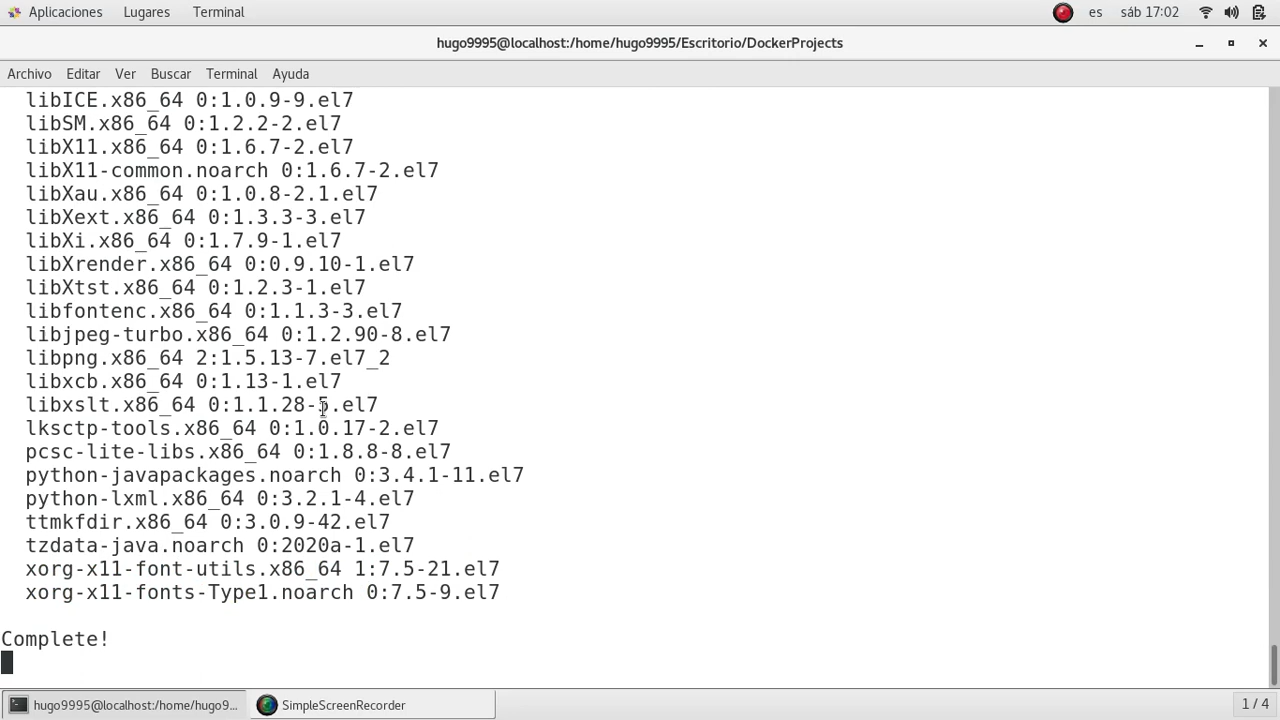 Aplicaciones Lugares Terminal es sáb 17:02
hugo9995@localhost:/home/hugo9995/Escritorio/DockerProjects
Archivo Editar Ver Buscar Terminal Ayuda
libICE.x86_64 0:1.0.9-9.el7
libSM.x86_64 0:1.2.2-2.el7
libX11.x86_64 0:1.6.7-2.el7
libX11-common.noarch 0:1.6.7-2.el7
libXau.x86_64 0:1.0.8-2.1.el7
libXext.x86_64 0:1.3.3-3.el7
libXi.x86_64 0:1.7.9-1.el7
libXrender.x86_64 0:0.9.10-1.el7
libXtst.x86_64 0:1.2.3-1.el7
libfontenc.x86_64 0:1.1.3-3.el7
libjpeg-turbo.x86_64 0:1.2.90-8.el7
libpng.x86_64 2:1.5.13-7.el7_2
libxcb.x86_64 0:1.13-1.el7
libxslt.x86_64 0:1.1.28-5.el7
lksctp-tools.x86_64 0:1.0.17-2.el7
pcsc-lite-libs.x86_64 0:1.8.8-8.el7
python-javapackages.noarch 0:3.4.1-11.el7
python-lxml.x86_64 0:3.2.1-4.el7
ttmkfdir.x86_64 0:3.0.9-42.el7
tzdata-java.noarch 0:2020a-1.el7
xorg-x11-font-utils.x86_64 1:7.5-21.el7
xorg-x11-fonts-Type1.noarch 0:7.5-9.el7
Complete!
hugo9995@localhost:/home/hugo9... SimpleScreenRecorder 1 / 4